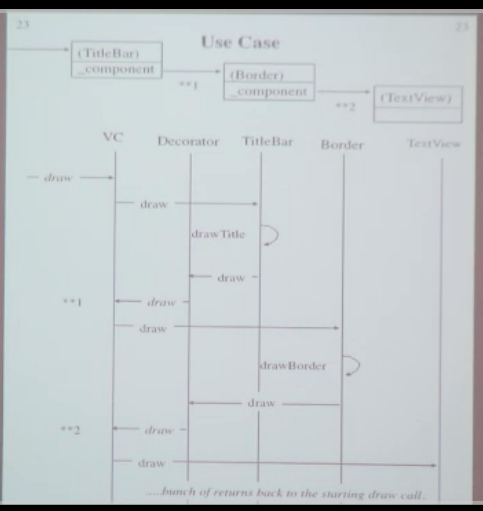 23
23
Use Case
(TitleBar)
_component
**1
(Border)
_component
**2
(TextView)
VC
Decorator
TitleBar
Border
TextView
draw
draw
drawTitle
draw
**1
draw
draw
drawBorder
draw
**2
draw
draw
....bunch of returns back to the starting draw call.